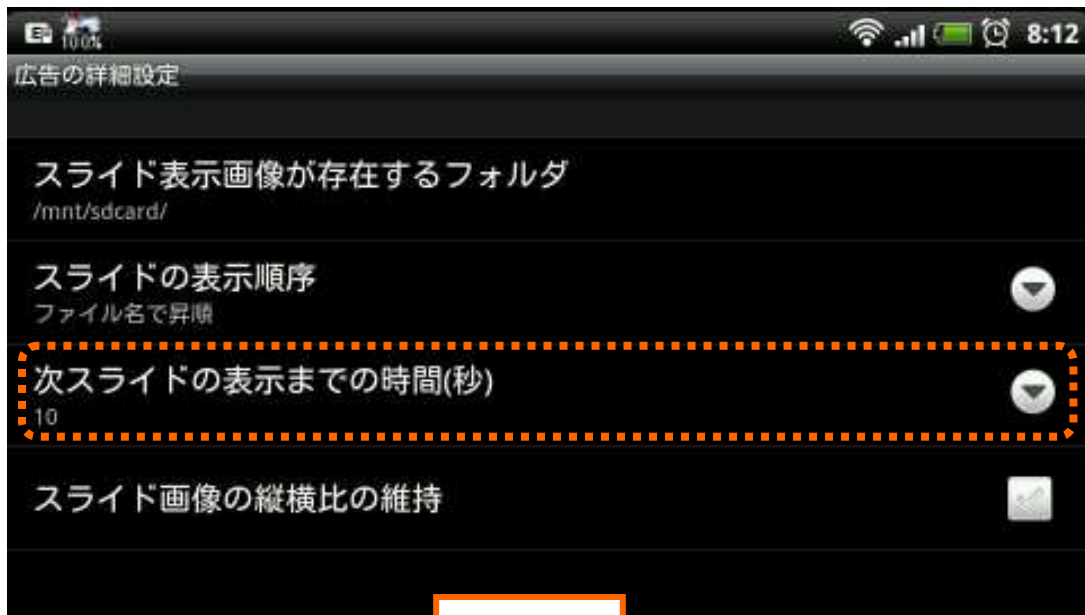 100%
8:12
広告の詳細設定
スライド表示画像が存在するフォルダ
/mnt/sdcard/
スライドの表示順序
ファイル名で昇順
次スライドの表示までの時間(秒)
10
スライド画像の縦横比の維持